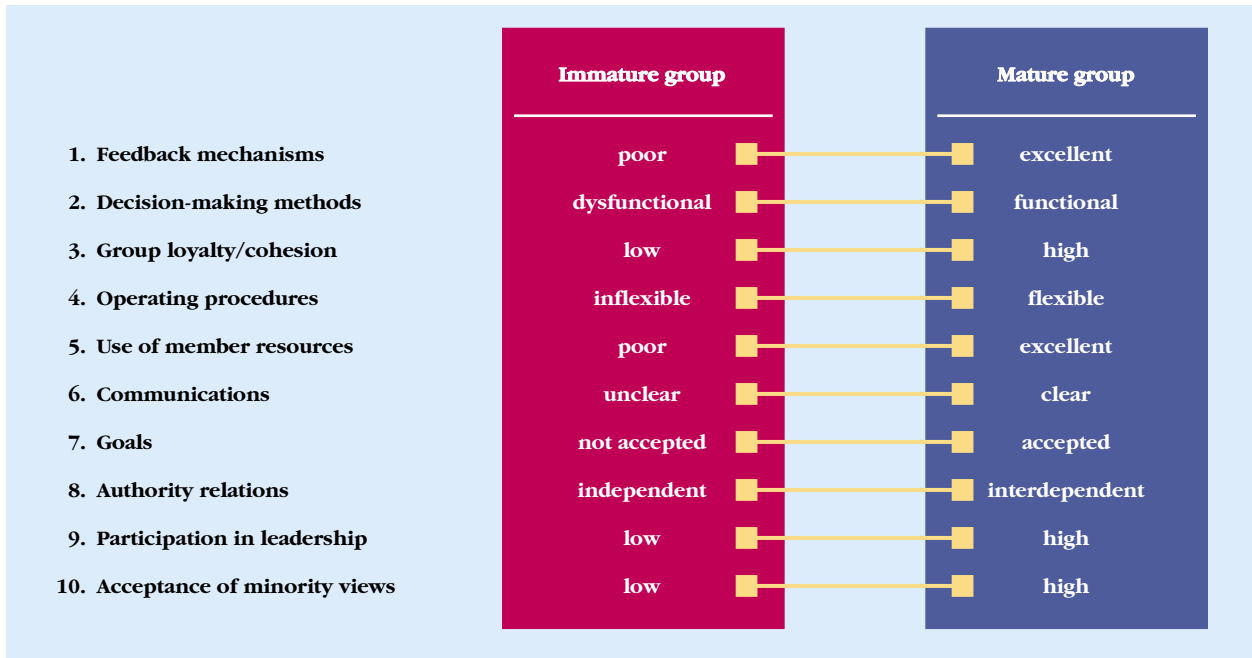 Immature group Mature group
1. Feedback mechanisms poor excellent
2. Decision-making methods dysfunctional functional
3. Group loyalty/cohesion low high
4. Operating procedures inflexible flexible
5. Use of member resources poor excellent
6. Communications unclear clear
7. Goals not accepted accepted
8. Authority relations independent interdependent
9. Participation in leadership low high
10. Acceptance of minority views low high